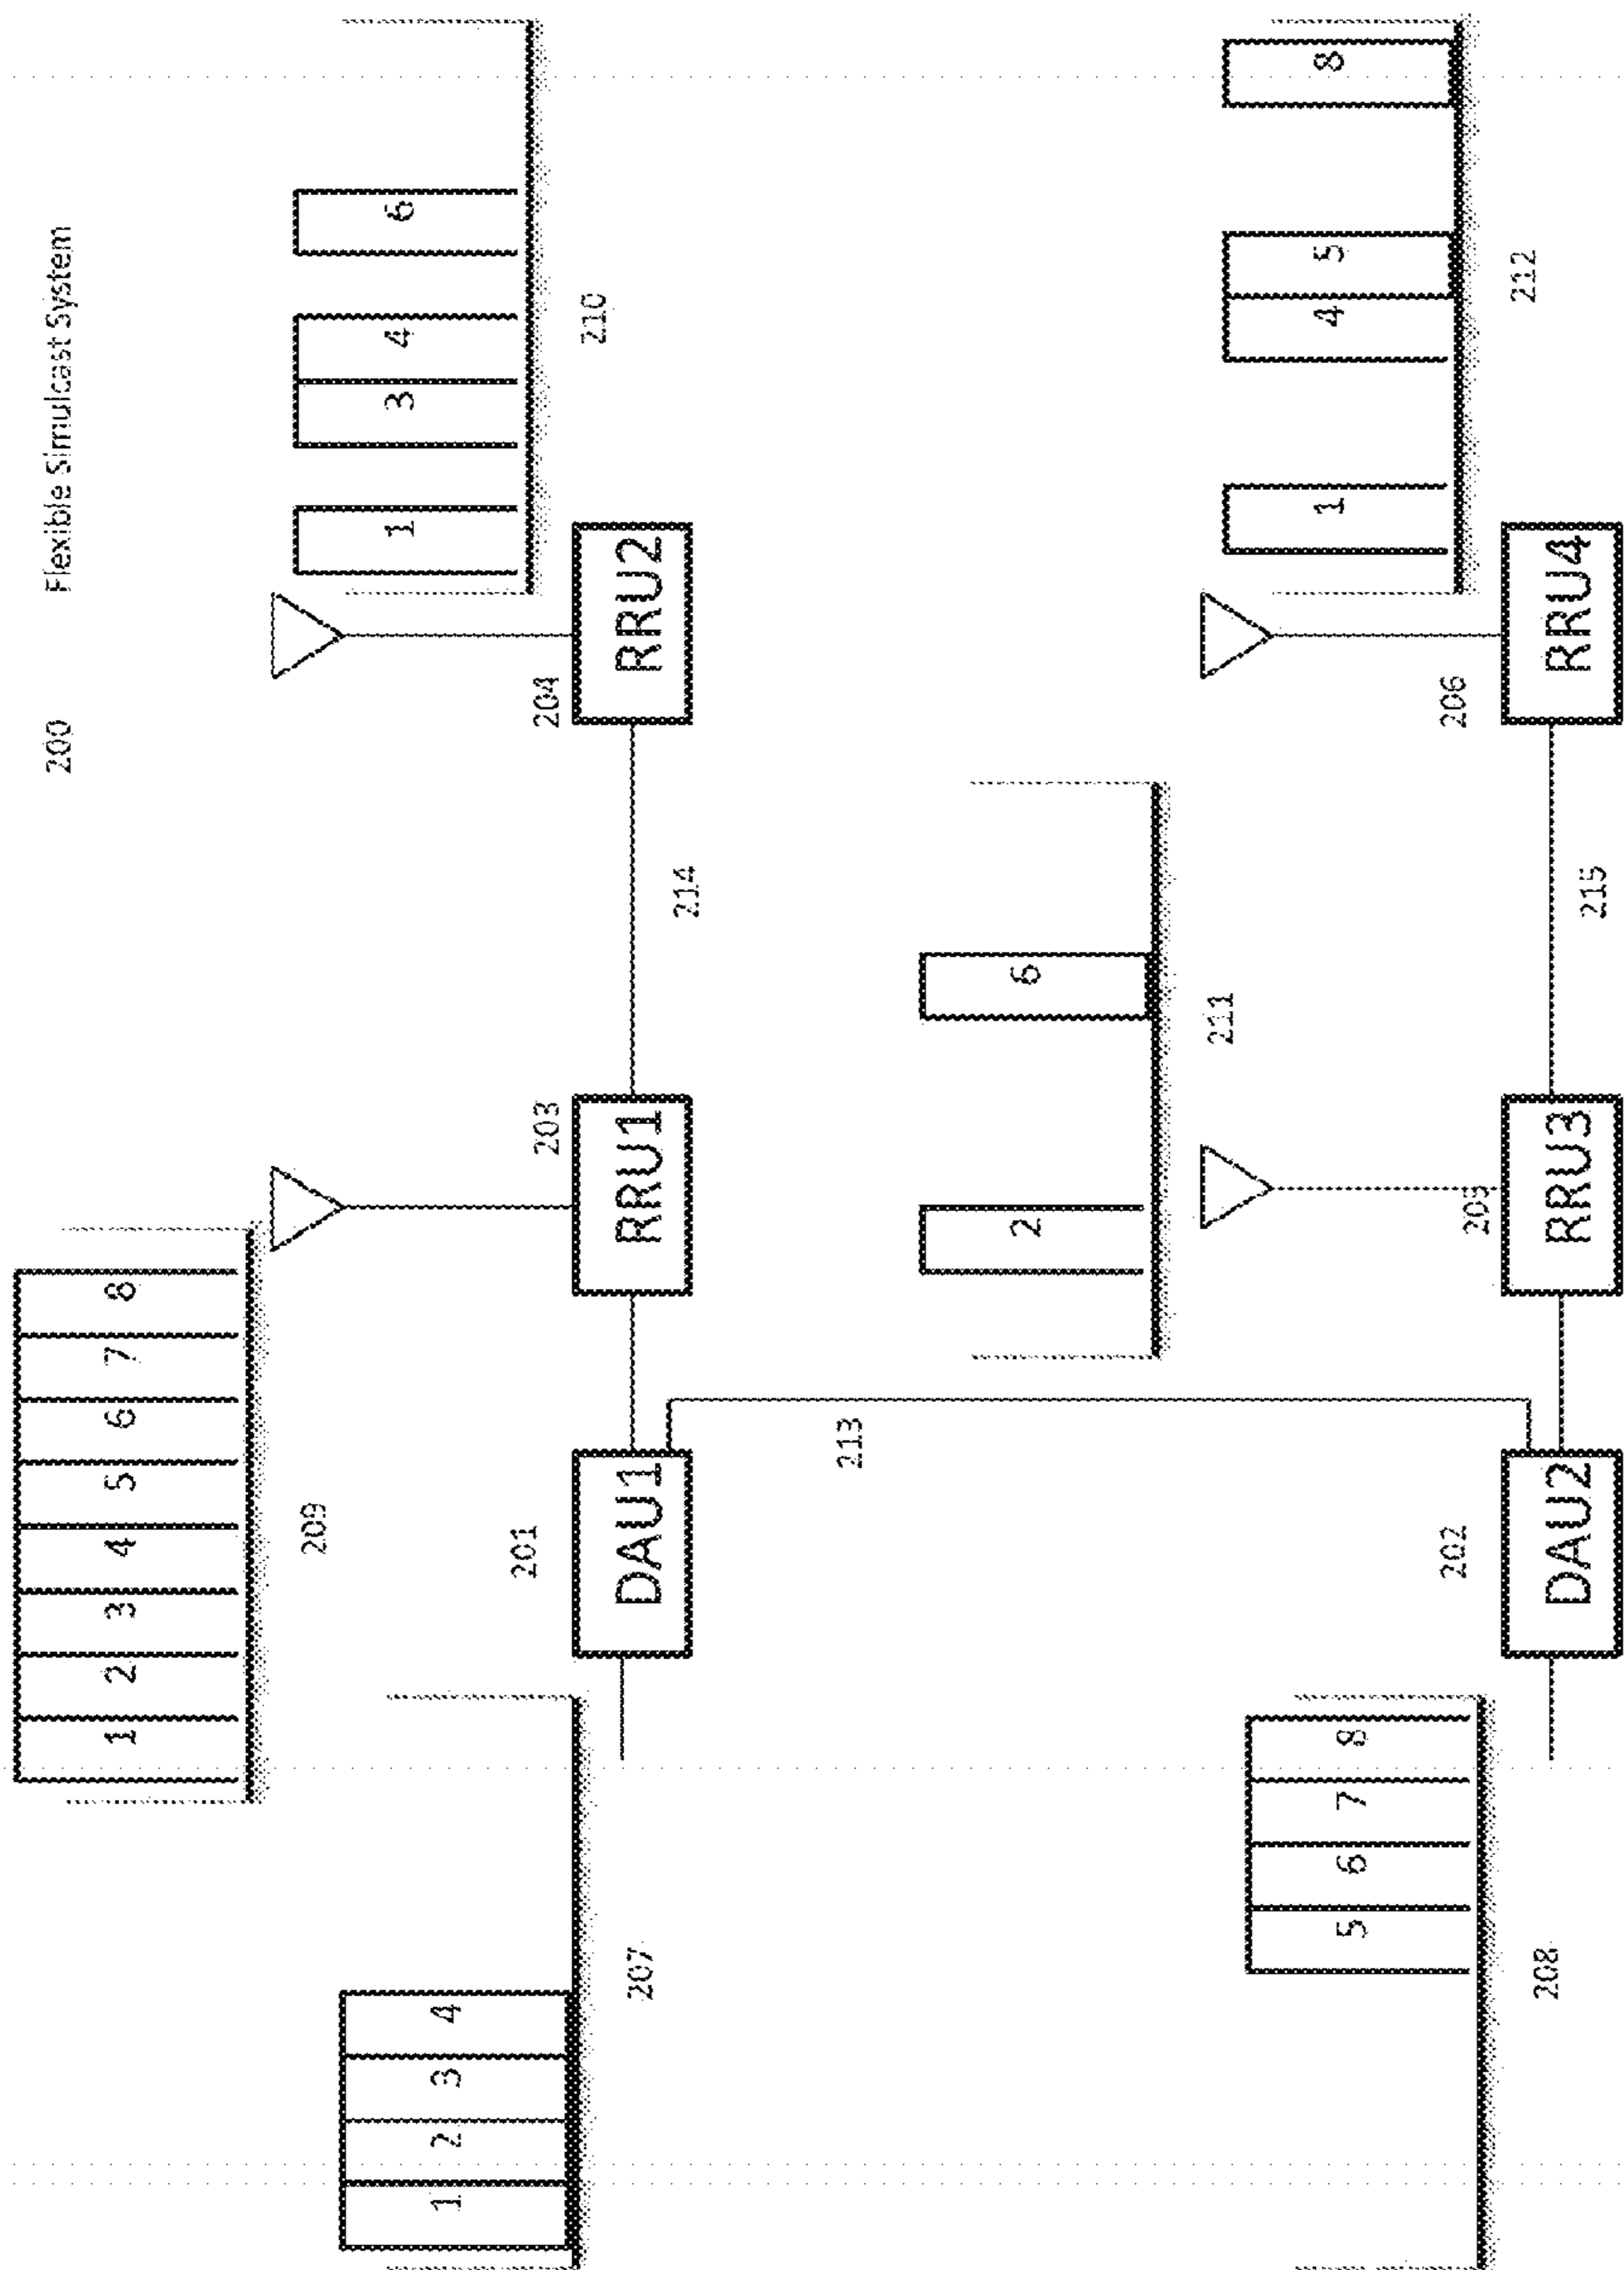 200 Flexible Simulcast System
1 2 3 4 5 6 7 8
209
1 3 4 6
1 2 3 4
201 203 204
210
207
DAU1 RRU1 RRU2
214
213
2 6
211
1 4 5 8
5 6 7 8
202 205 206
212
208
DAU2 RRU3 RRU4
215